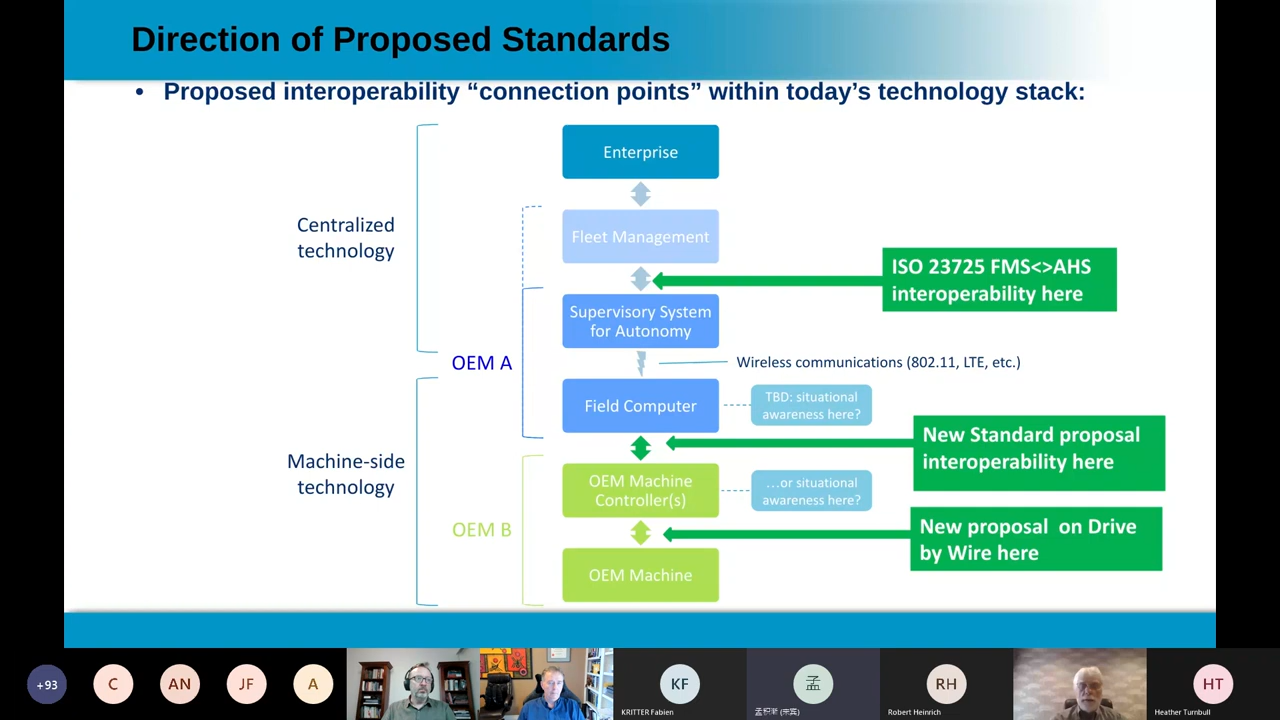 Direction of Proposed Standards
• Proposed interoperability “connection points” within today’s technology stack:
Enterprise
Centralized
technology
Fleet Management
ISO 23725 FMS<>AHS
interoperability here
Supervisory System
for Autonomy
OEM A
Wireless communications (802.11, LTE, etc.)
Field Computer
TBD: situational
awareness here?
New Standard proposal
interoperability here
Machine-side
technology
OEM Machine
Controller(s)
...or situational
awareness here?
OEM B
New proposal on Drive
by Wire here
OEM Machine
+93
C
AN
JF
A
KF
KRITTER Fabien
孟
RH
Robert Heinrich
HT
Heather Turnbull